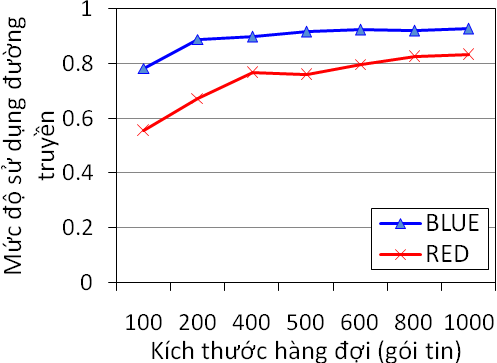 Mức độ sử dụng đường
truyền
1
0.8
0.6
0.4
0.2
0
BLUE
RED
100 200 400 500 600 800 1000
Kích thước hàng đợi (gói tin)